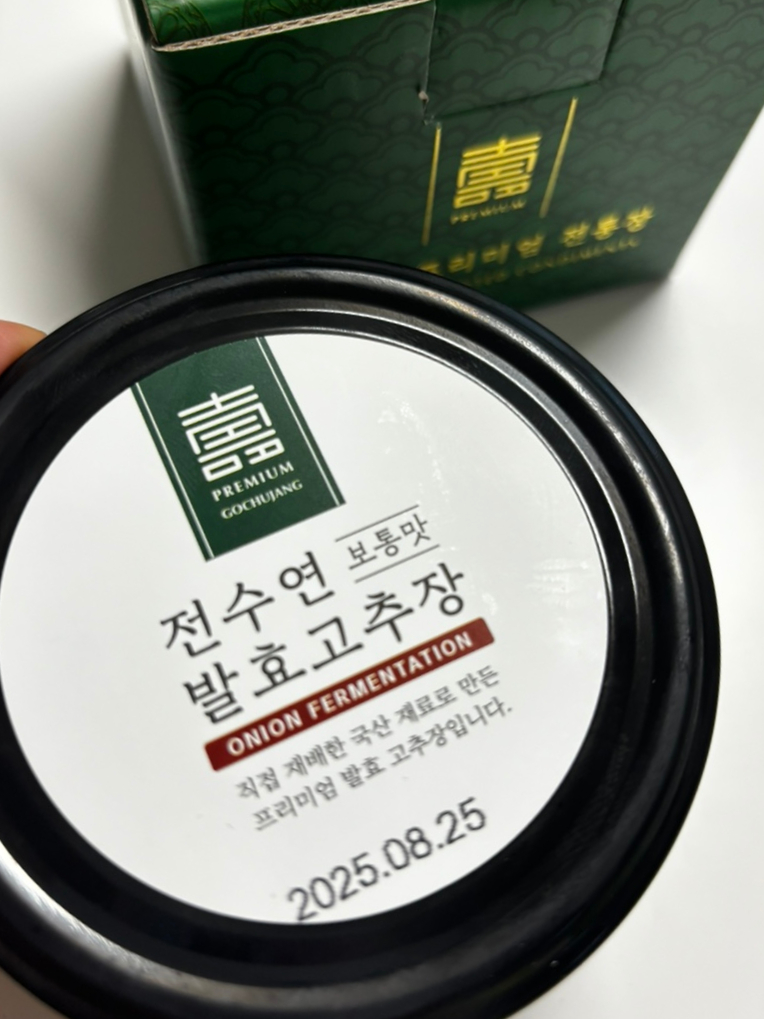 PREMIUM
프리미엄 전통장
PREMIUM
GOCHUJANG
전수연 보통맛
발효고추장
ONION FERMENTATION
직접 재배한 국산 재료로 만든
프리미엄 발효 고추장입니다.
2025.08.25